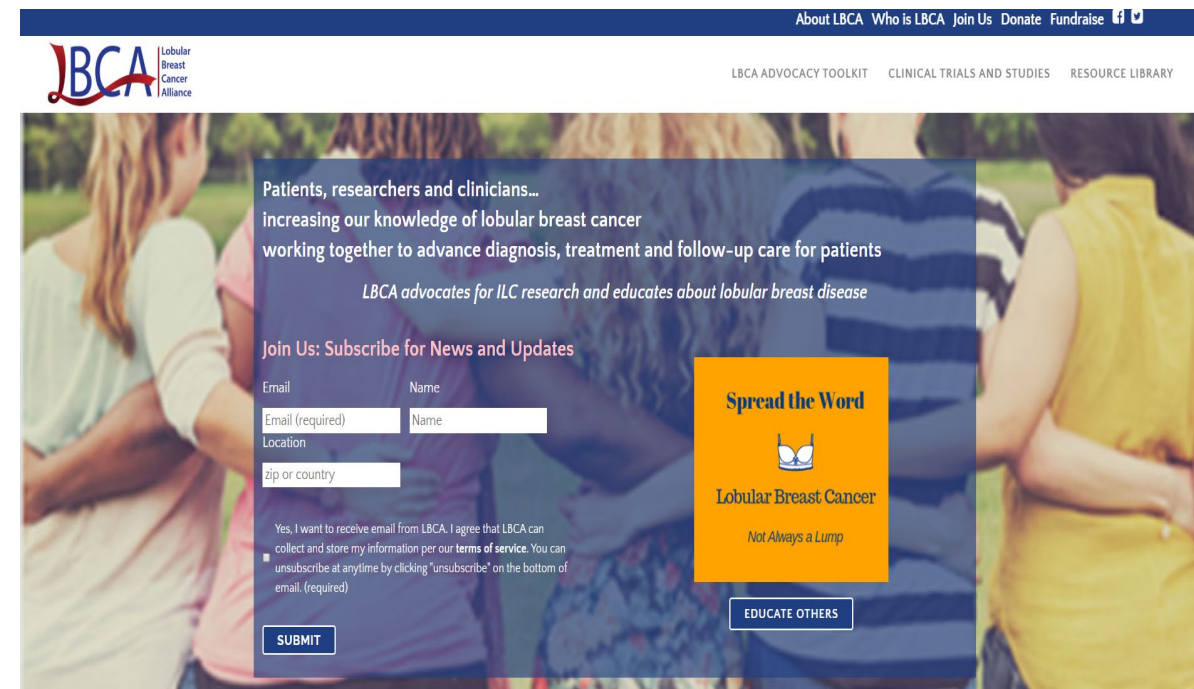 About LBCA Who is LBCA Join Us Donate Fundraise
LBCA
Lobular
Breast
Cancer
Alliance
LBCA ADVOCACY TOOLKIT CLINICAL TRIALS AND STUDIES RESOURCE LIBRARY
Patients, researchers and clinicians...
increasing our knowledge of lobular breast cancer
working together to advance diagnosis, treatment and follow-up care for patients
LBCA advocates for ILC research and educates about lobular breast disease
Join Us: Subscribe for News and Updates
Email Name
Email (required) Name
Location
zip or country
Yes, I want to receive email from LBCA. I agree that LBCA can
collect and store my information per our terms of service. You can
unsubscribe at anytime by clicking "unsubscribe" on the bottom of
email. (required)
SUBMIT
Spread the Word
Lobular Breast Cancer
Not Always a Lump
EDUCATE OTHERS